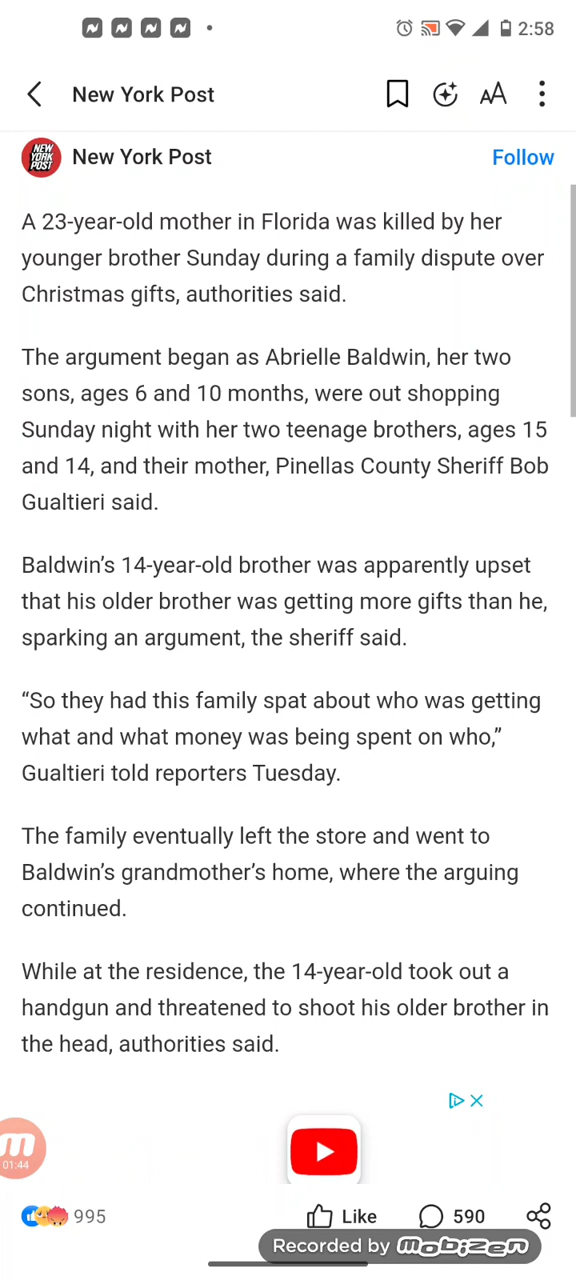 2:58
New York Post
AA
NEW
YORK
POST
New York Post
Follow
A 23-year-old mother in Florida was killed by her
younger brother Sunday during a family dispute over
Christmas gifts, authorities said.
The argument began as Abrielle Baldwin, her two
sons, ages 6 and 10 months, were out shopping
Sunday night with her two teenage brothers, ages 15
and 14, and their mother, Pinellas County Sheriff Bob
Gualtieri said.
Baldwin’s 14-year-old brother was apparently upset
that his older brother was getting more gifts than he,
sparking an argument, the sheriff said.
“So they had this family spat about who was getting
what and what money was being spent on who,”
Gualtieri told reporters Tuesday.
The family eventually left the store and went to
Baldwin’s grandmother’s home, where the arguing
continued.
While at the residence, the 14-year-old took out a
handgun and threatened to shoot his older brother in
the head, authorities said.
01:44
995
Like
590
Recorded by mobizen